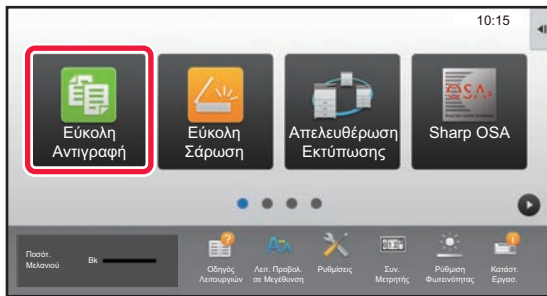 10:15
Εύκολη
Αντιγραφή
Εύκολη
Σάρωση
Απελευθέρωση
Εκτύπωσης
OSA
Sharp OSA
Ποσότ.
Μελανιού
Bk
Οδηγός
Λειτουργιών
Λεπ. Προβολ.
σε Μεγέθυνση
Ρυθμίσεις
Συν.
Μετρητής
Ρύθμιση
Φωτεινότητας
Κατάστ.
Εργασ.